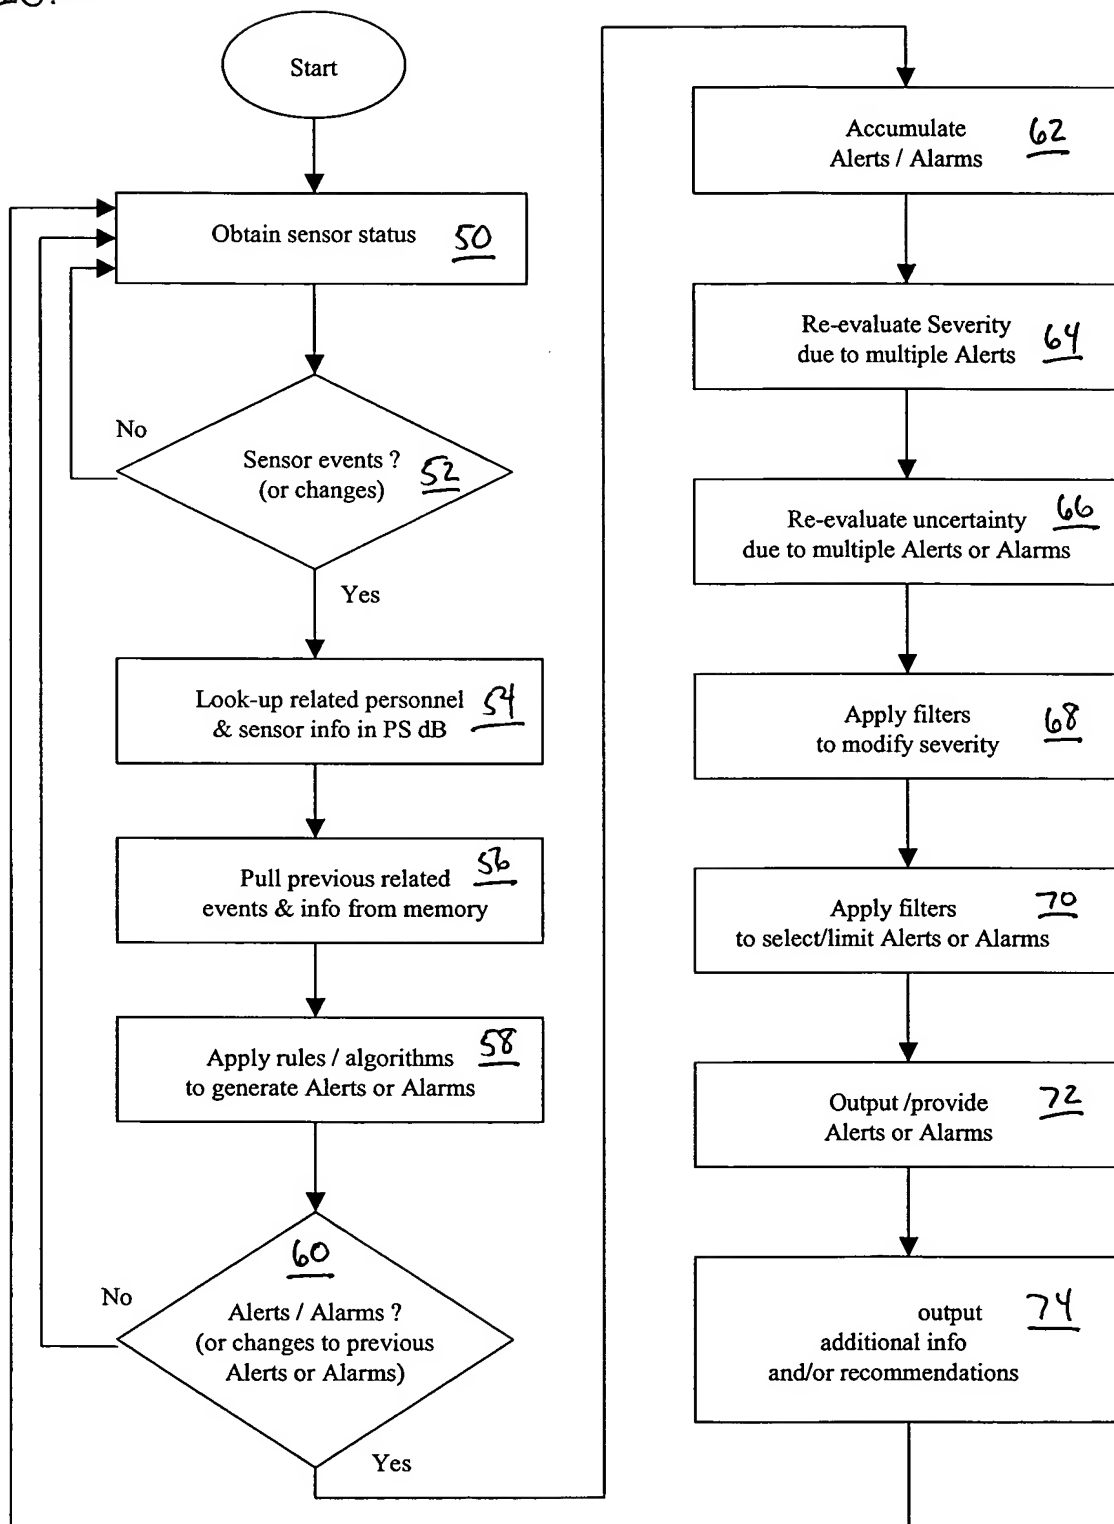 Start
Obtain sensor status 50
No
Sensor events ? 52
(or changes)
Yes
Look-up related personnel 54
& sensor info in PS dB
Pull previous related 56
events & info from memory
Apply rules / algorithms 58
to generate Alerts or Alarms
60
No
Alerts / Alarms ?
(or changes to previous
Alerts or Alarms)
Yes
Accumulate 62
Alerts / Alarms
Re-evaluate Severity 64
due to multiple Alerts
Re-evaluate uncertainty 66
due to multiple Alerts or Alarms
Apply filters 68
to modify severity
Apply filters 70
to select/limit Alerts or Alarms
Output /provide 72
Alerts or Alarms
output 74
additional info
and/or recommendations